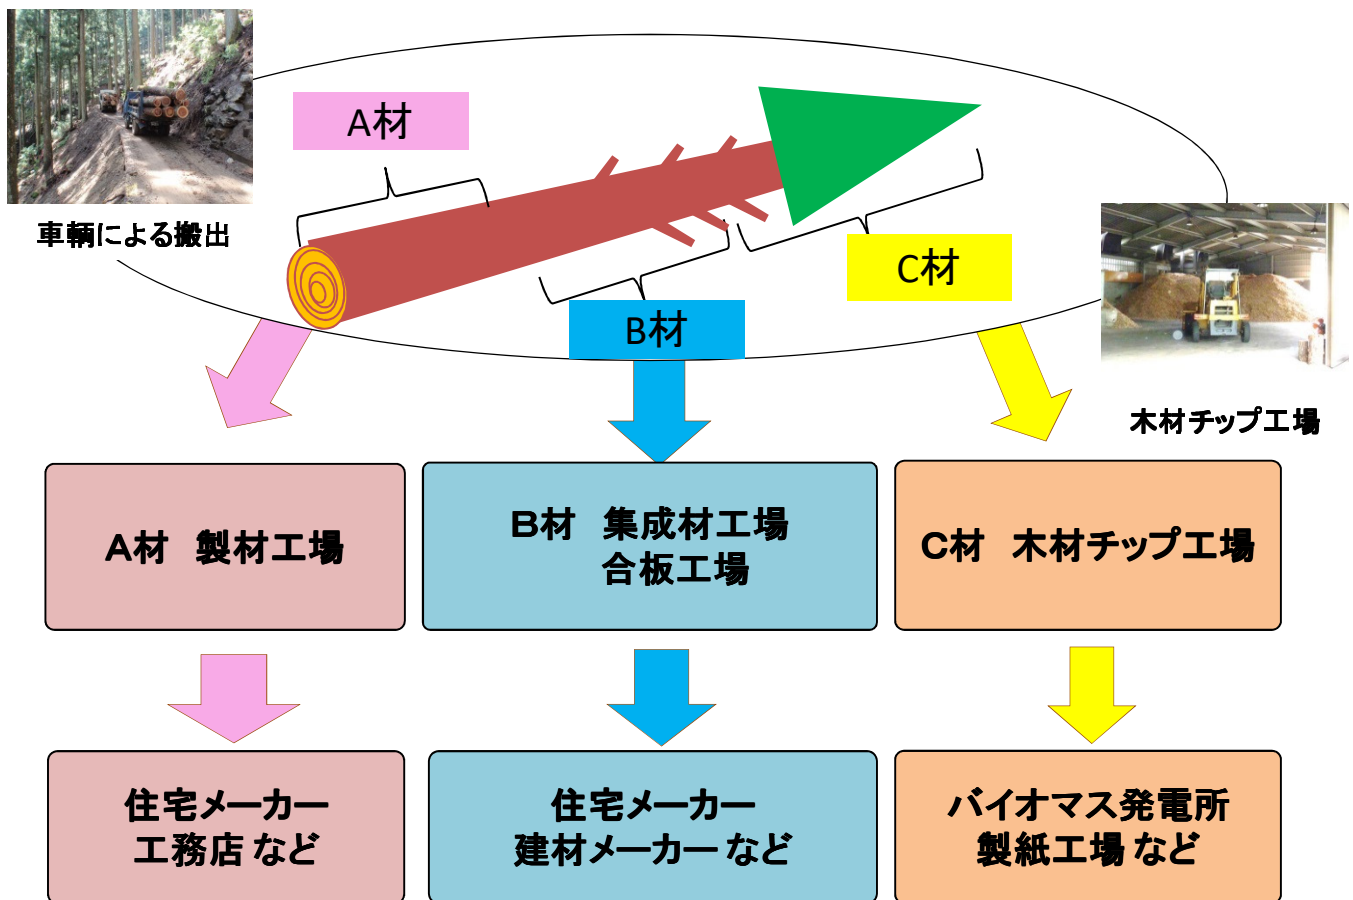 A材
車輌による搬出
C材
B材
木材チップ工場
A材　製材工場
B材　集成材工場
合板工場
C材　木材チップ工場
住宅メーカー
工務店 など
住宅メーカー
建材メーカー など
バイオマス発電所
製紙工場 など